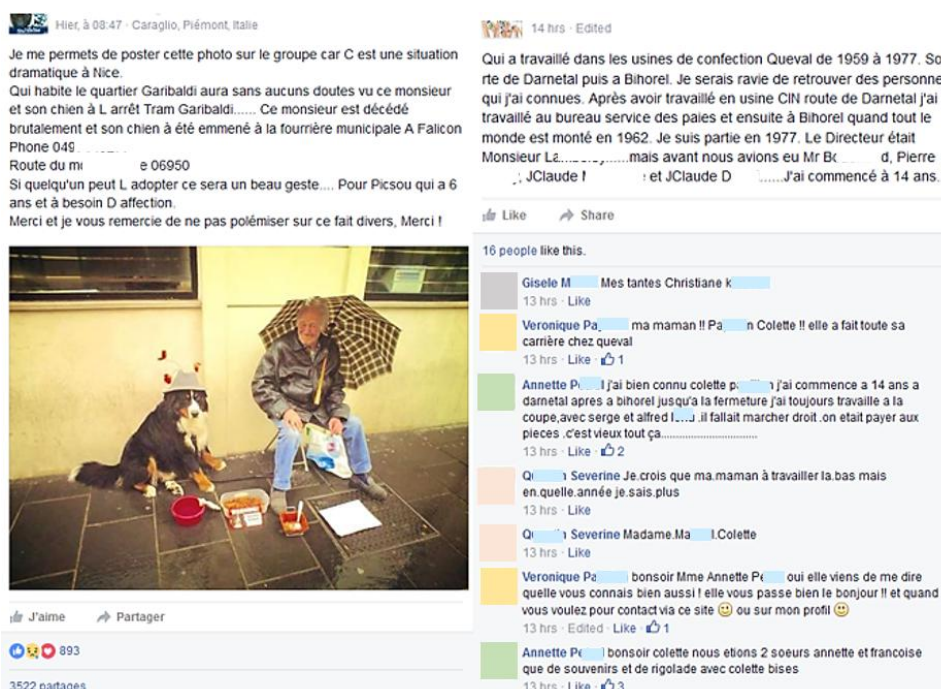 Hier, à 08:47 · Caraglio, Piémont, Italie
Je me permets de poster cette photo sur le groupe car C est une situation
dramatique à Nice.
Qui habite le quartier Garibaldi aura sans aucuns doutes vu ce monsieur
et son chien à L arrêt Tram Garibaldi...... Ce monsieur est décédé
brutalement et son chien à été emmené à la fourrière municipale A Falicon
Phone 049
Route du e 06950
Si quelqu'un peut L adopter ce sera un beau geste.... Pour Picsou qui a 6
ans et à besoin D affection.
Merci et je vous remercie de ne pas polémiser sur ce fait divers, Merci !
J'aime Partager
893
3522 partages
14 hrs · Edited
Qui a travaillé dans les usines de confection Queval de 1959 à 1977. So
rte de Darnetal puis a Bihorel. Je serais ravie de retrouver des personne
qui j'ai connues. Après avoir travaillé en usine CIN route de Darnetal j'ai
travaillé au bureau service des paies et ensuite à Bihorel quand tout le
monde est monté en 1962. Je suis partie en 1977. Le Directeur était
Monsieur La.......mais avant nous avions eu Mr B d, Pierre
, JClaude et JClaude D ......J'ai commencé à 14 ans.
Like Share
16 people like this.
Gisele M Mes tantes Christiane k
13 hrs · Like
Veronique Pa ma maman !! Pa n Colette !! elle a fait toute sa
carrière chez queval
13 hrs · Like · 1
Annette P l j'ai bien connu colette p n j'ai commence a 14 ans a
darnetal apres a bihorel jusqu'a la fermeture j'ai toujours travaille a la
coupe,avec serge et alfred l .il fallait marcher droit .on etait payer aux
pieces .c'est vieux tout ça................................
13 hrs · Like · 2
Q n Severine Je.crois que ma.maman à travailler la.bas mais
en.quelle.année je.sais.plus
13 hrs · Like
Q n Severine Madame.Ma l.Colette
13 hrs · Like
Veronique Pa bonsoir Mme Annette Pe oui elle viens de me dire
quelle vous connais bien aussi ! elle vous passe bien le bonjour !! et quand
vous voulez pour contact via ce site 🙂 ou sur mon profil 🙂
13 hrs · Edited · Like · 1
Annette Pe l bonsoir colette nous etions 2 soeurs annette et francoise
que de souvenirs et de rigolade avec colette bises
13 hrs · Like · 3